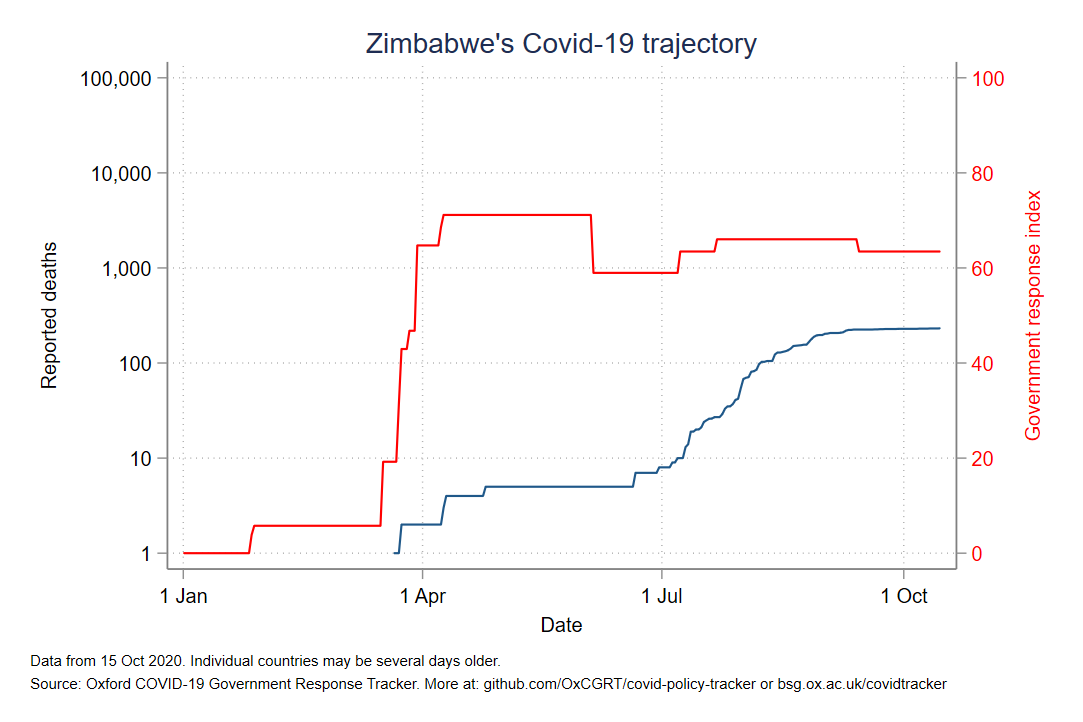 Zimbabwe's Covid-19 trajectory
100,000
10,000
1,000
100
10
1
Reported deaths
100
80
60
40
20
0
Government response index
1 Jan
1 Apr
1 Jul
1 Oct
Date
Data from 15 Oct 2020. Individual countries may be several days older.
Source: Oxford COVID-19 Government Response Tracker. More at: github.com/OxCGRT/covid-policy-tracker or bsg.ox.ac.uk/covidtracker